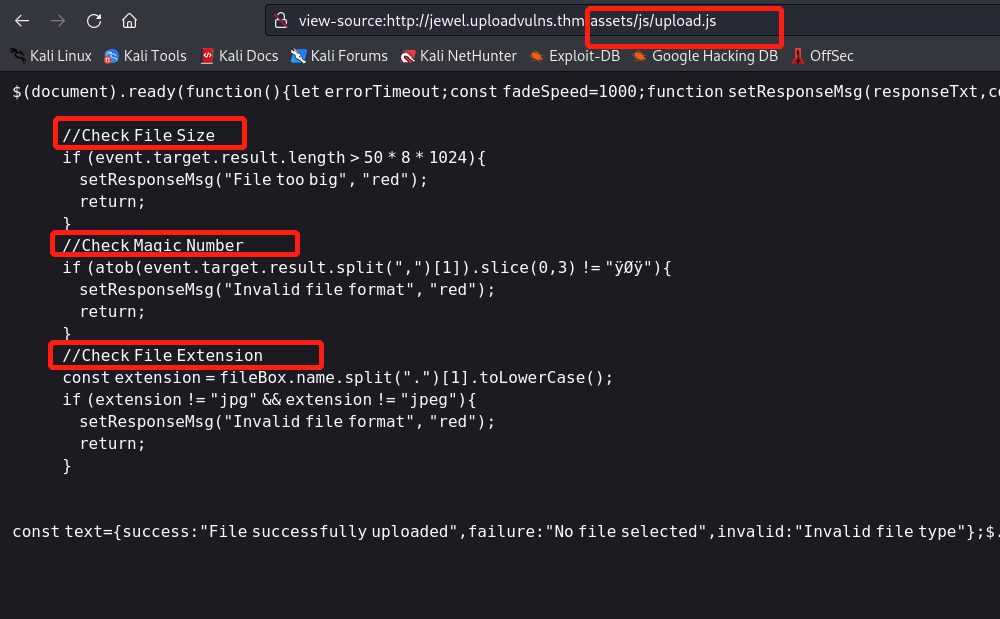 view-source:http://jewel.uploadvulns.thm/assets/js/upload.js
Kali Linux Kali Tools Kali Docs Kali Forums Kali NetHunter Exploit-DB Google Hacking DB OffSec
$(document).ready(function(){let errorTimeout;const fadeSpeed=1000;function setResponseMsg(responseTxt,co
//Check File Size
if (event.target.result.length > 50 * 8 * 1024){
setResponseMsg("File too big", "red");
return;
}
//Check Magic Number
if (atob(event.target.result.split(",")[1]).slice(0,3) != "ÿØÿ"){
setResponseMsg("Invalid file format", "red");
return;
}
//Check File Extension
const extension = fileBox.name.split(".")[1].toLowerCase();
if (extension != "jpg" && extension != "jpeg"){
setResponseMsg("Invalid file format", "red");
return;
}
const text={success:"File successfully uploaded",failure:"No file selected",invalid:"Invalid file type"};$.